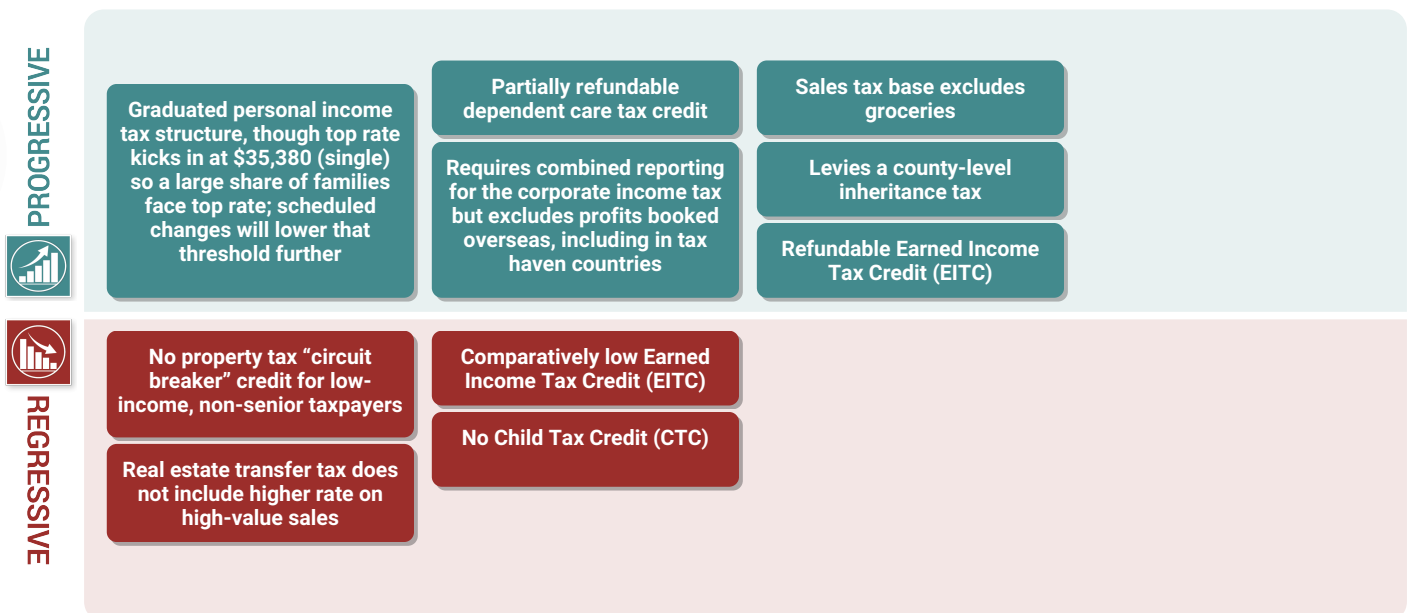 PROGRESSIVE
Graduated personal income
tax structure, though top rate
kicks in at $35,380 (single)
so a large share of families
face top rate; scheduled
changes will lower that
threshold further
Partially refundable
dependent care tax credit
Requires combined reporting
for the corporate income tax
but excludes profits booked
overseas, including in tax
haven countries
Sales tax base excludes
groceries
Levies a county-level
inheritance tax
Refundable Earned Income
Tax Credit (EITC)
REGRESSIVE
No property tax “circuit
breaker” credit for low-
income, non-senior taxpayers
Real estate transfer tax does
not include higher rate on
high-value sales
Comparatively low Earned
Income Tax Credit (EITC)
No Child Tax Credit (CTC)